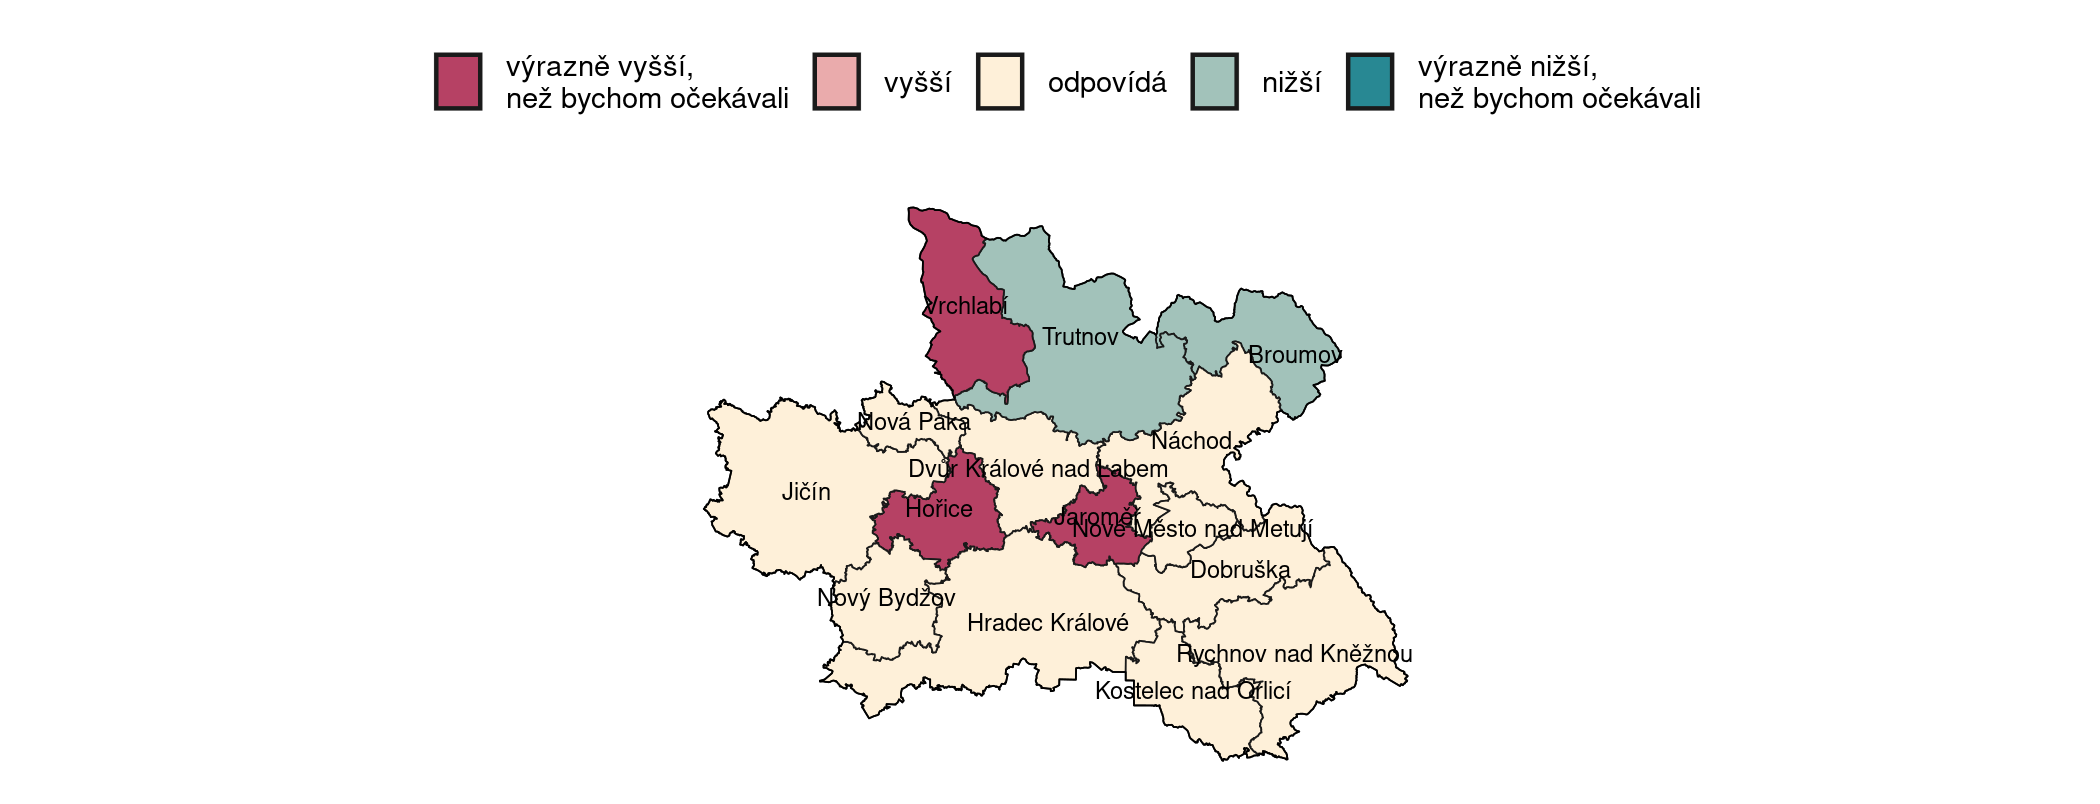 výrazně vyšší,
než bychom očekávali
vyšší
odpovídá
nižší
výrazně nižší,
než bychom očekávali
Vrchlabí
Trutnov
Broumov
Nová Paka
Náchod
Dvůr Králové nad Labem
Jičín
Hořice
Jaroměř
Nové Město nad Metují
Dobruška
Nový Bydžov
Hradec Králové
Rychnov nad Kněžnou
Kostelec nad Orlicí